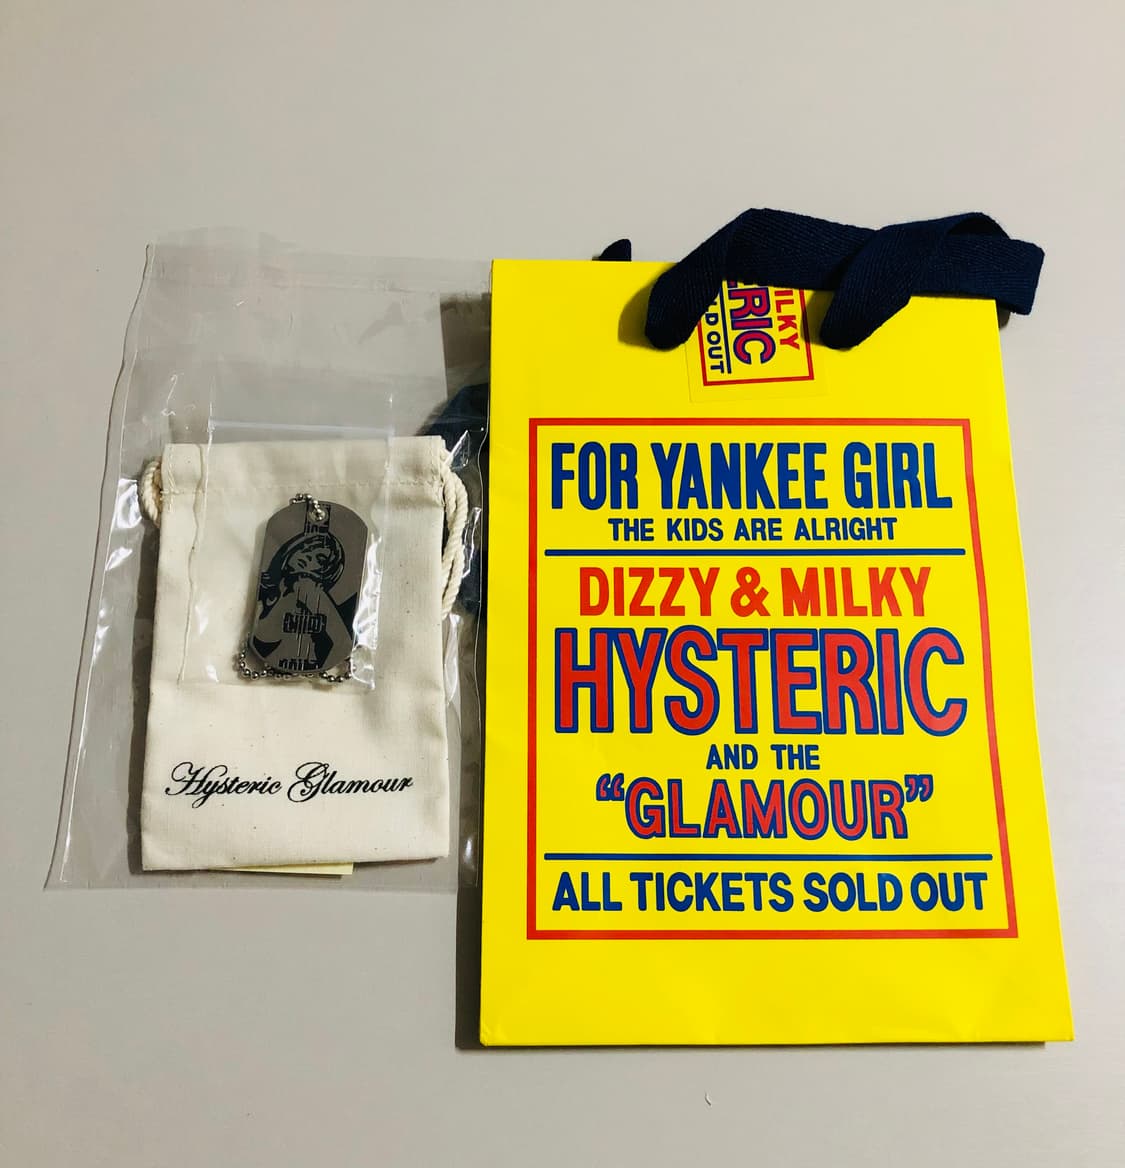 Hysteric Glamour
MILKY
ERIC
D OUT
FOR YANKEE GIRL
THE KIDS ARE ALRIGHT
DIZZY & MILKY
HYSTERIC
AND THE
“GLAMOUR”
ALL TICKETS SOLD OUT